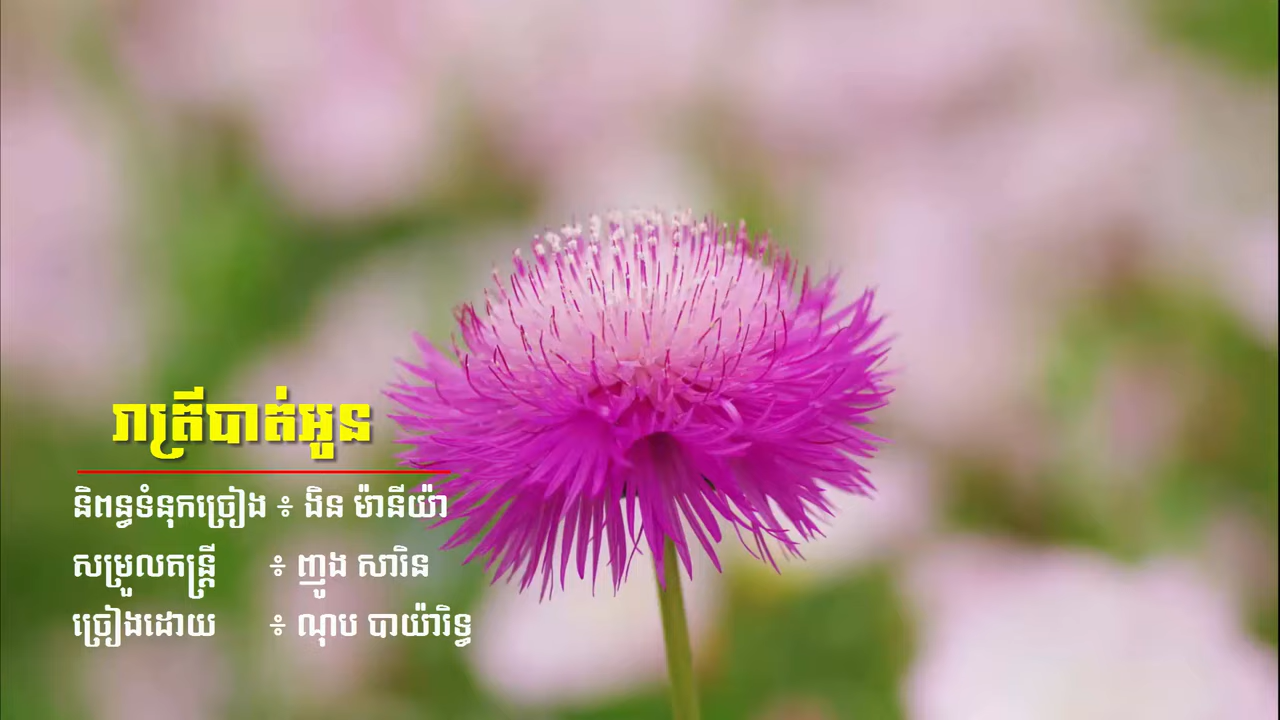 រាត្រីបាត់អូន
និពន្ធទំនុកច្រៀង ៖ ងិន ម៉ានីយ៉ា
សម្រួលតន្ត្រី ៖ ញូង សារិន
ច្រៀងដោយ ៖ ណុប បាយ៉ារិទ្ធ